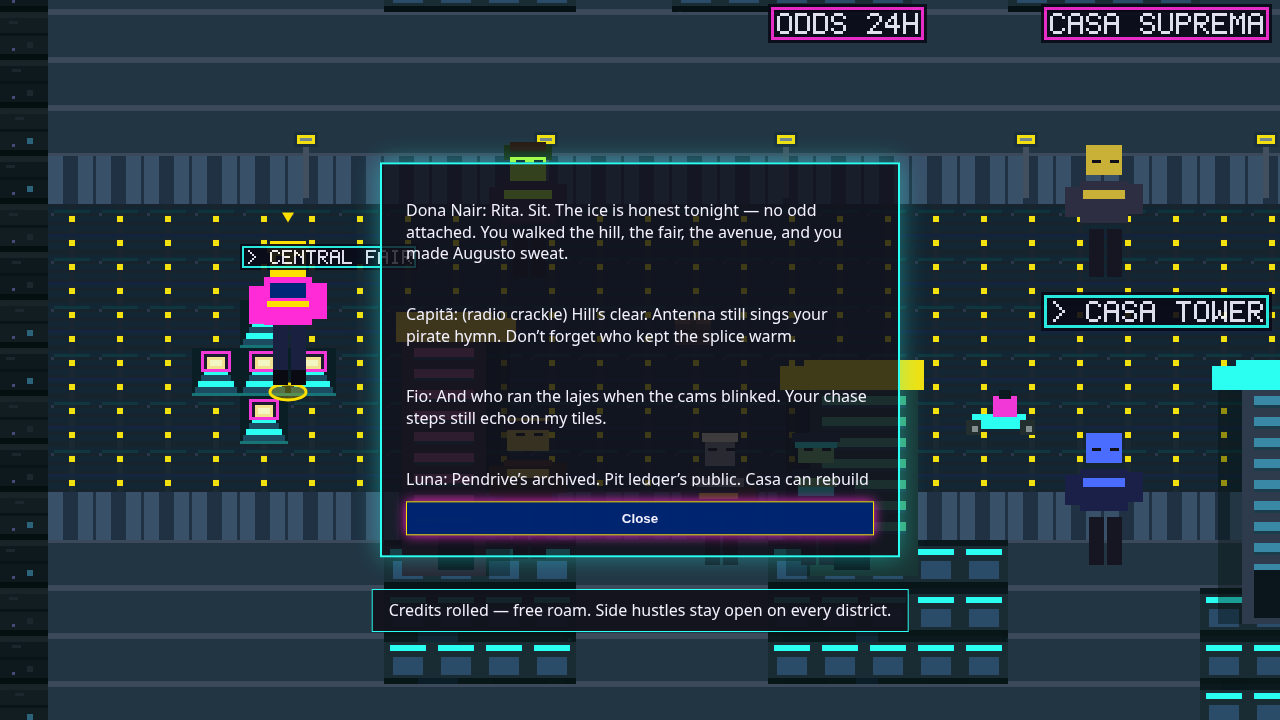 ODDS 24H
CASA SUPREMA
> CENTRAL FAIR
> CASA TOWER
Dona Nair: Rita. Sit. The ice is honest tonight — no odd
attached. You walked the hill, the fair, the avenue, and you
made Augusto sweat.
Capitã: (radio crackle) Hill’s clear. Antenna still sings your
pirate hymn. Don’t forget who kept the splice warm.
Fio: And who ran the lajes when the cams blinked. Your chase
steps still echo on my tiles.
Luna: Pendrive’s archived. Pit ledger’s public. Casa can rebuild
Close
Credits rolled — free roam. Side hustles stay open on every district.